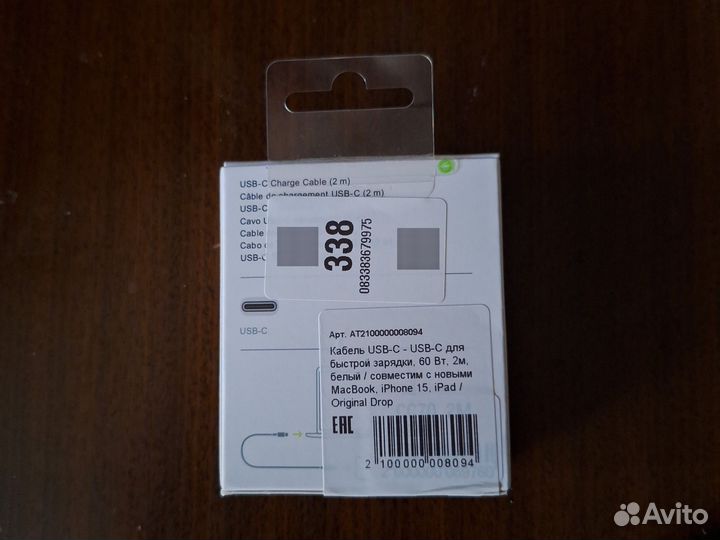 USB-C Charge Cable (2 m)
Câble de chargement USB-C (2 m)
USB-C
Cavo U
Cable
Cabo
USB-C
338
083383679975
USB-C
Арт. AT2100000008094
Кабель USB-C - USB-C для
быстрой зарядки, 60 Вт, 2м,
белый / совместим с новыми
MacBook, iPhone 15, iPad /
Original Drop
EAC
2 100000 008094
Avito